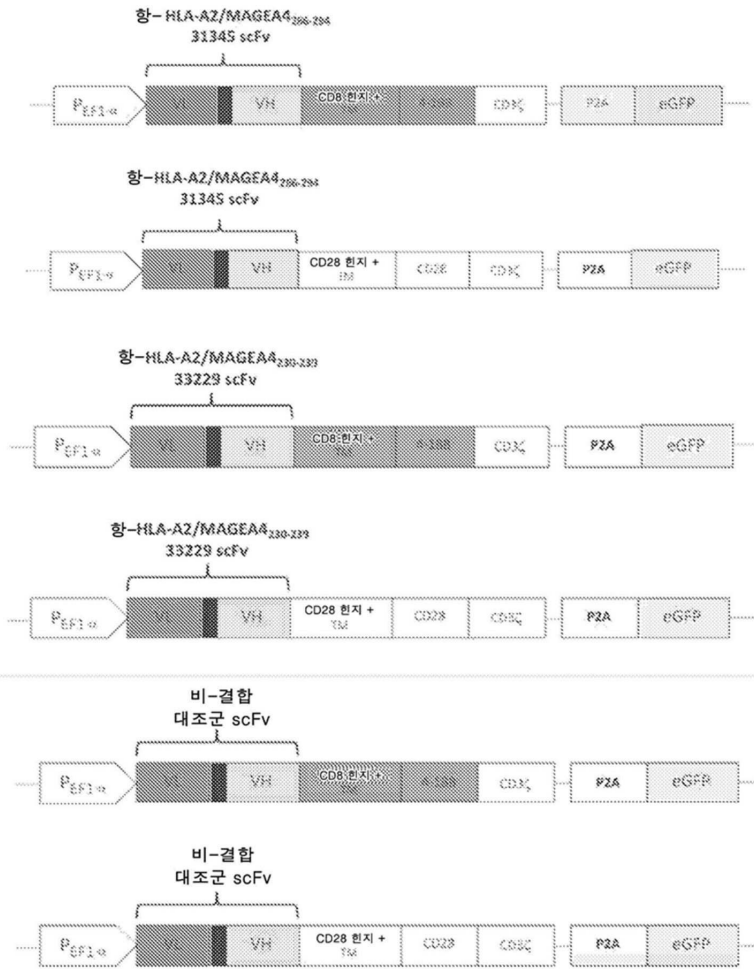 항-HLA-A2/MAGEA4286-294
31345 scFv
PEF1-α VL VH CD8 힌지 + TM 4-1BB CD3ζ P2A eGFP
항-HLA-A2/MAGEA4286-294
31345 scFv
PEF1-α VL VH CD28 힌지 + TM CD28 CD3ζ P2A eGFP
항-HLA-A2/MAGEA4230-239
33229 scFv
PEF1-α VL VH CD8 힌지 + TM 4-1BB CD3ζ P2A eGFP
항-HLA-A2/MAGEA4230-239
33229 scFv
PEF1-α VL VH CD28 힌지 + TM CD28 CD3ζ P2A eGFP
비-결합
대조군 scFv
PEF1-α VL VH CD8 힌지 + TM 4-1BB CD3ζ P2A eGFP
비-결합
대조군 scFv
PEF1-α VL VH CD28 힌지 + TM CD28 CD3ζ P2A eGFP